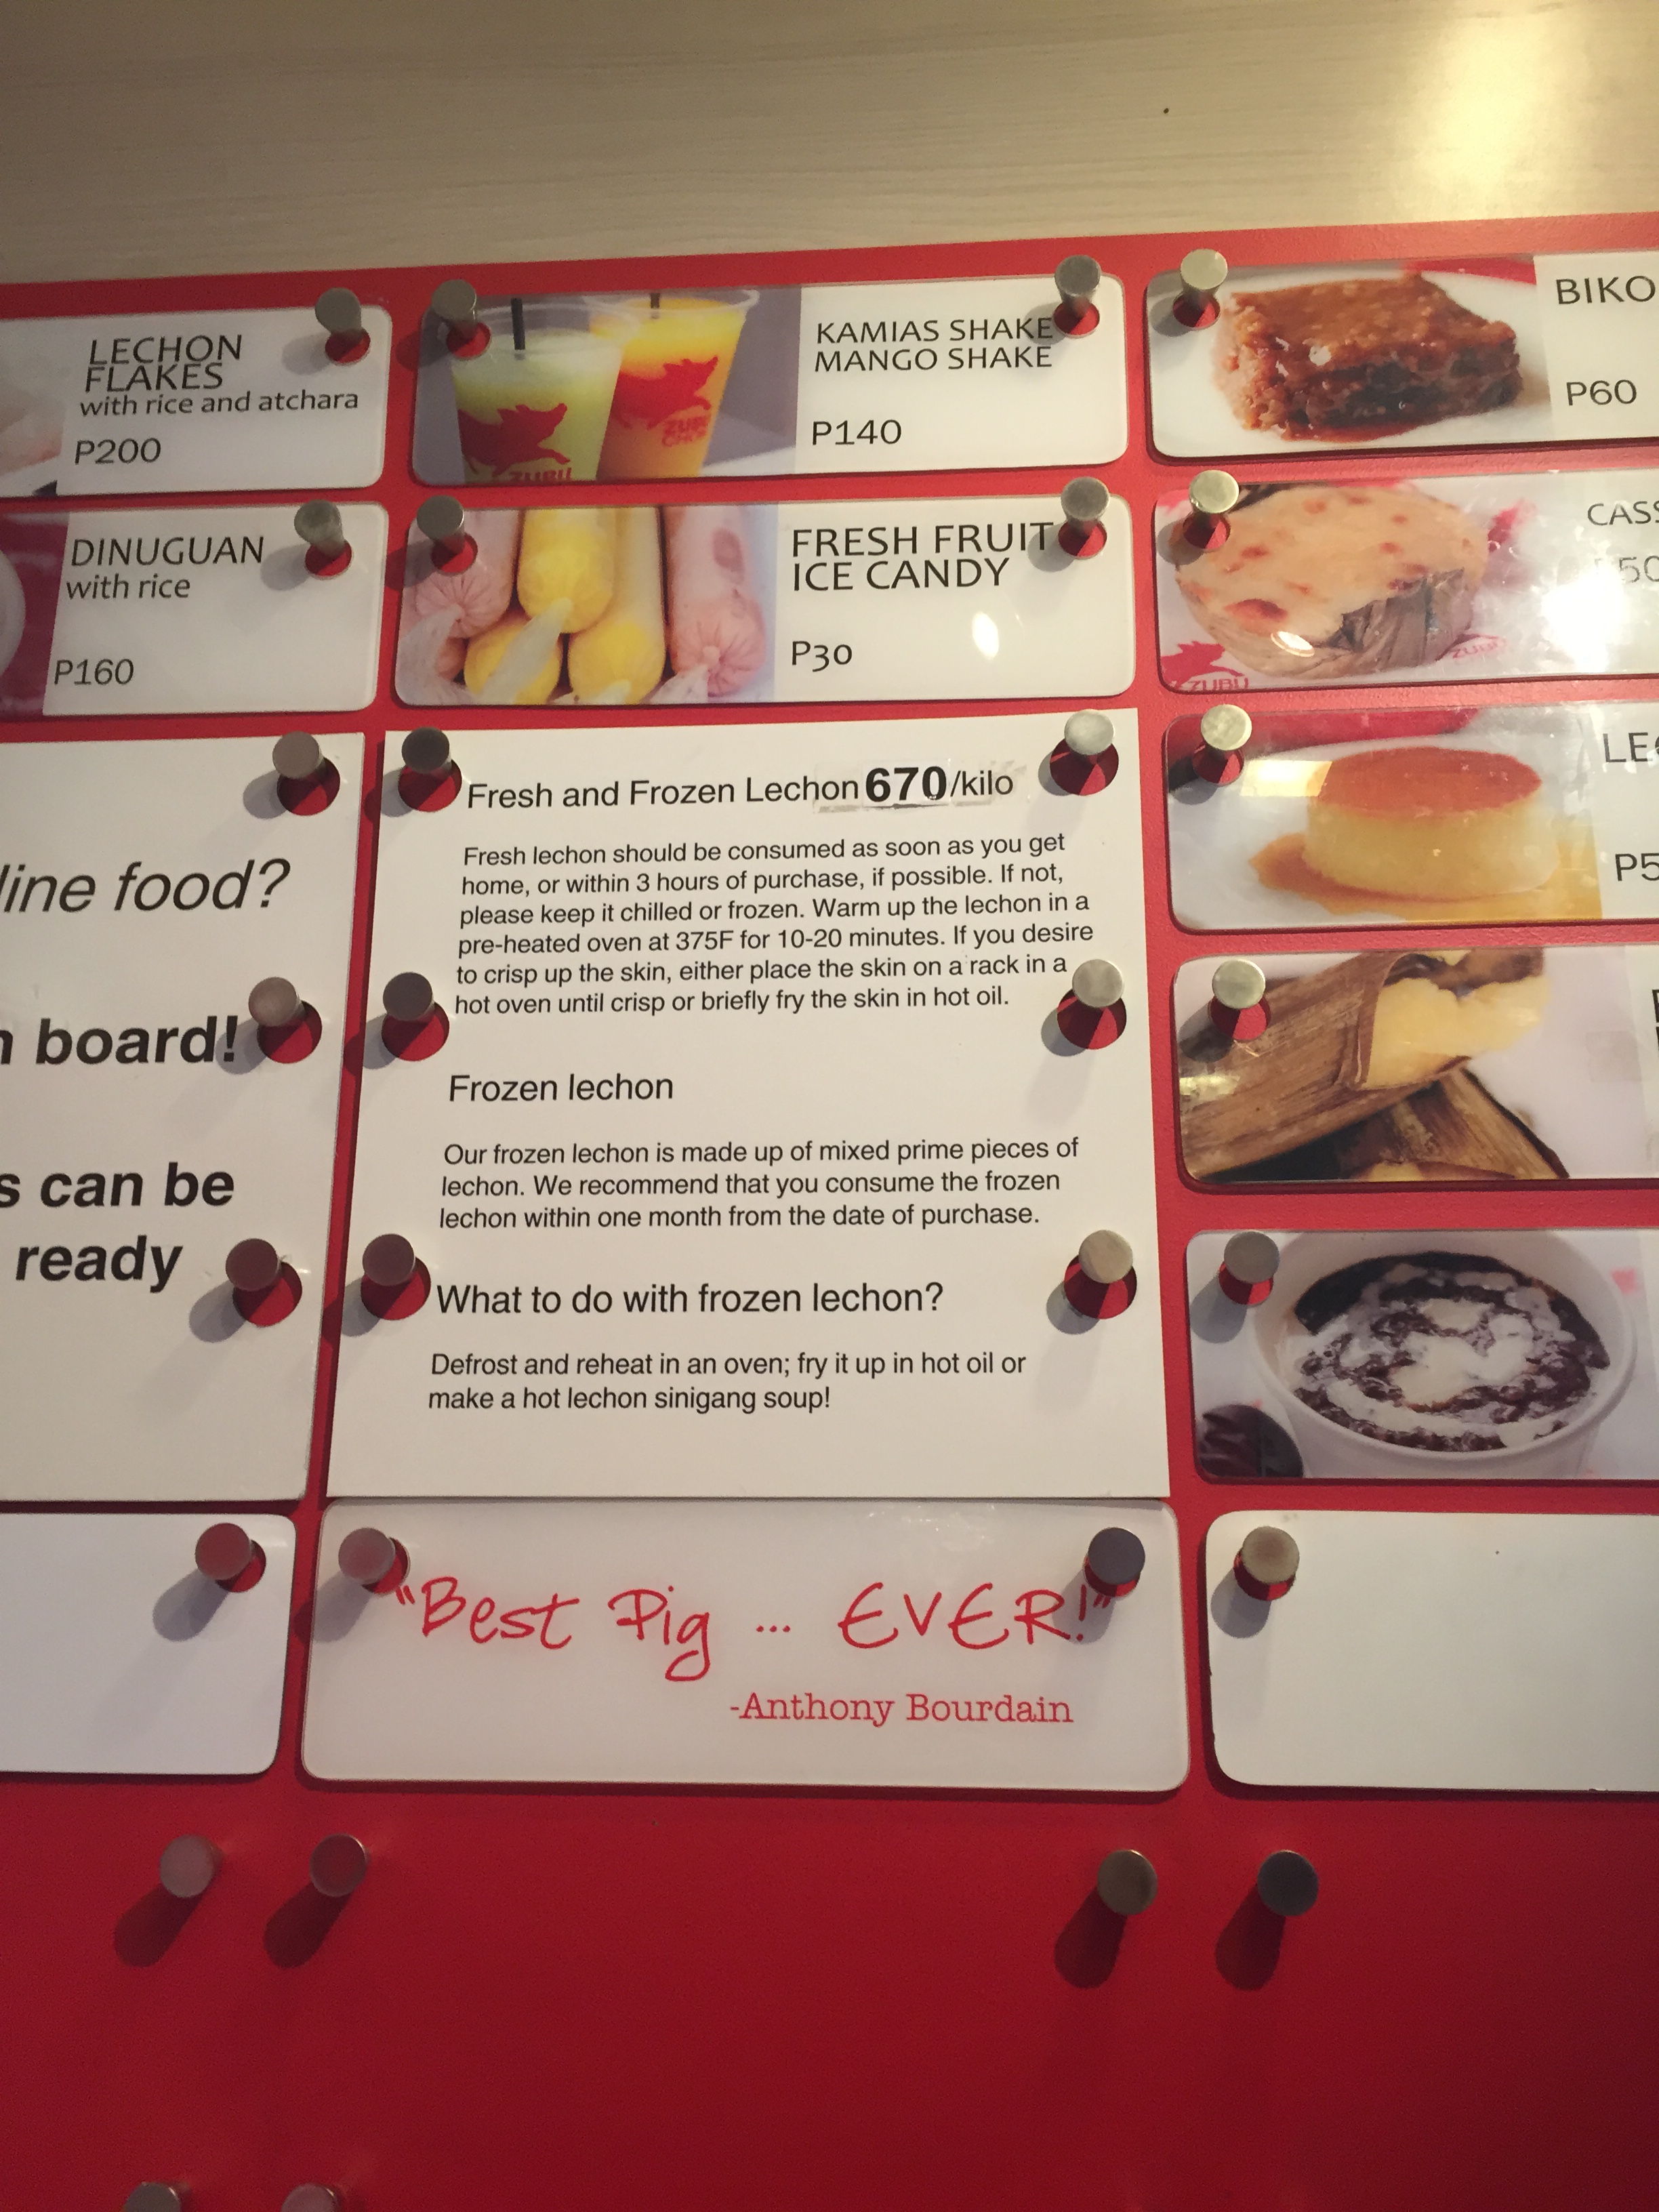 LECHON
FLAKES
with rice and atchara
P200
DINUGUAN
with rice
P160
food?
board!
can be
ready
KAMIAS SHAKE
MANGO SHAKE
P140
ZUBU
ZUBU
CHON
FRESH FRUIT
ICE CANDY
P30
Fresh and Frozen Lechon 670/kilo
Fresh lechon should be consumed as soon as you get
home, or within 3 hours of purchase, if possible. If not,
please keep it chilled or frozen. Warm up the lechon in a
pre-heated oven at 375F for 10-20 minutes. If you desire
to crisp up the skin, either place the skin on a rack in a
hot oven until crisp or briefly fry the skin in hot oil.
Frozen lechon
Our frozen lechon is made up of mixed prime pieces of
lechon. We recommend that you consume the frozen
lechon within one month from the date of purchase.
What to do with frozen lechon?
Defrost and reheat in an oven; fry it up in hot oil or
make a hot lechon sinigang soup!
"Best Pig ... EVER!"
-Anthony Bourdain
BIKO
P60
ZUBU